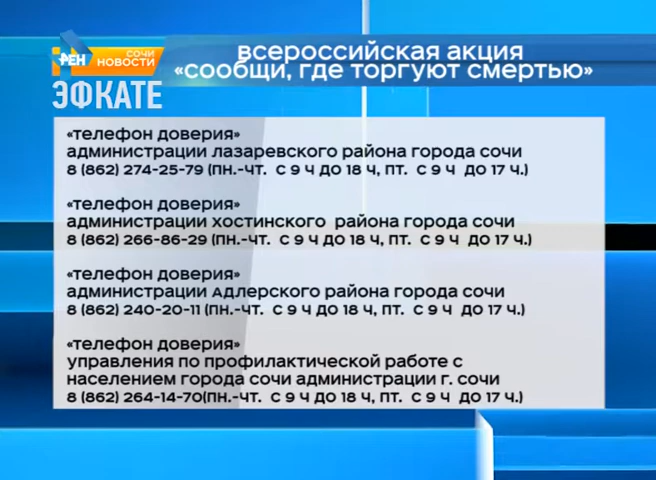 РЕН
СОЧИ
НОВОСТИ
ЭФКАТЕ
всероссийская акция
«сообщи, где торгуют смертью»
«телефон доверия»
администрации лазаревского района города сочи
8 (862) 274-25-79 (ПН.-ЧТ. С 9 Ч ДО 18 Ч, ПТ. С 9 Ч ДО 17 Ч.)
«телефон доверия»
администрации хостинского района города сочи
8 (862) 266-86-29 (ПН.-ЧТ. С 9 Ч ДО 18 Ч, ПТ. С 9 Ч ДО 17 Ч.)
«телефон доверия»
администрации Адлерского района города сочи
8 (862) 240-20-11 (ПН.-ЧТ. С 9 Ч ДО 18 Ч, ПТ. С 9 Ч ДО 17 Ч.)
«телефон доверия»
управления по профилактической работе с
населением города сочи администрации г. сочи
8 (862) 264-14-70(ПН.-ЧТ. С 9 Ч ДО 18 Ч, ПТ. С 9 Ч ДО 17 Ч.)